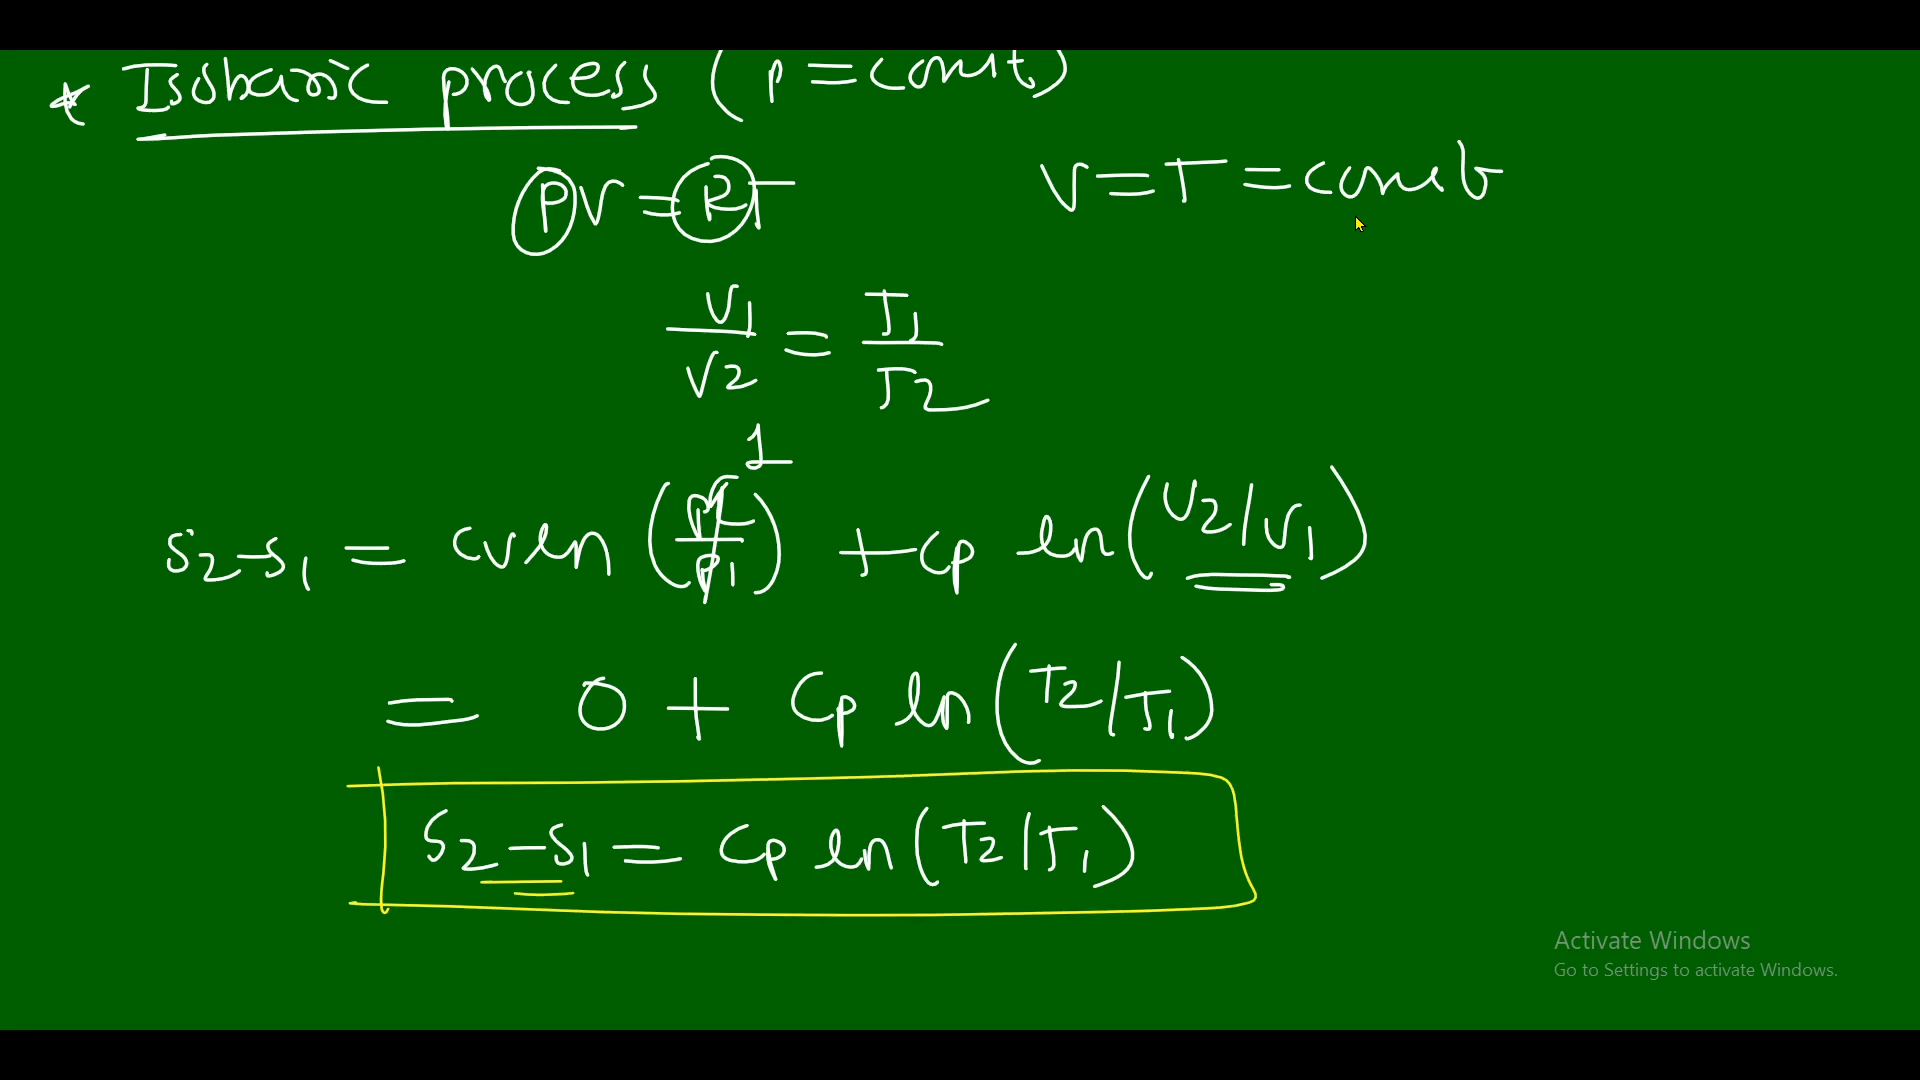 * Isobaric process (p = const)
PV = RT
V = T = const
V1/V2 = T1/T2
1
S2-S1 = cv ln (P2/P1) + Cp ln (V2/V1)
= 0 + Cp ln (T2/T1)
S2-S1 = Cp ln (T2/T1)
Activate Windows
Go to Settings to activate Windows.